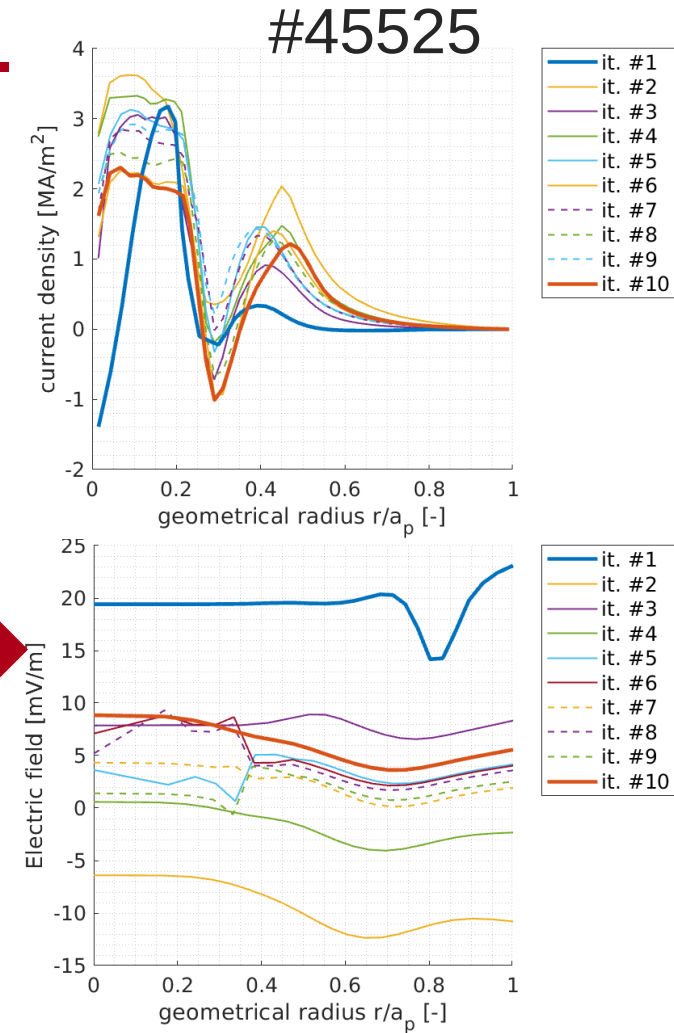 #45525
4
3
2
1
0
-1
-2
current density [MA/m²]
0 0.2 0.4 0.6 0.8 1
geometrical radius r/a_p [-]
it. #1
it. #2
it. #3
it. #4
it. #5
it. #6
it. #7
it. #8
it. #9
it. #10
25
20
15
10
5
0
-5
-10
-15
Electric field [mV/m]
0 0.2 0.4 0.6 0.8 1
geometrical radius r/a_p [-]
it. #1
it. #2
it. #3
it. #4
it. #5
it. #6
it. #7
it. #8
it. #9
it. #10